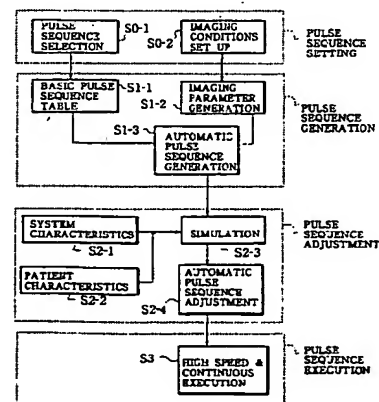 PULSE
SEQUENCE
SELECTION
S0-1
S0-2
IMAGING
CONDITIONS
SET UP
PULSE
SEQUENCE
SETTING
BASIC PULSE
SEQUENCE
TABLE
S1-1
S1-2
IMAGING
PARAMETER
GENERATION
S1-3
AUTOMATIC
PULSE
SEQUENCE
GENERATION
PULSE
SEQUENCE
GENERATION
SYSTEM
CHARACTERISTICS
S2-1
SIMULATION
S2-3
PATIENT
CHARACTERISTICS
S2-2
AUTOMATIC
PULSE
SEQUENCE
ADJUSTMENT
S2-4
PULSE
SEQUENCE
ADJUSTMENT
S3
HIGH SPEED &
CONTINUOUS
EXECUTION
PULSE
SEQUENCE
EXECUTION